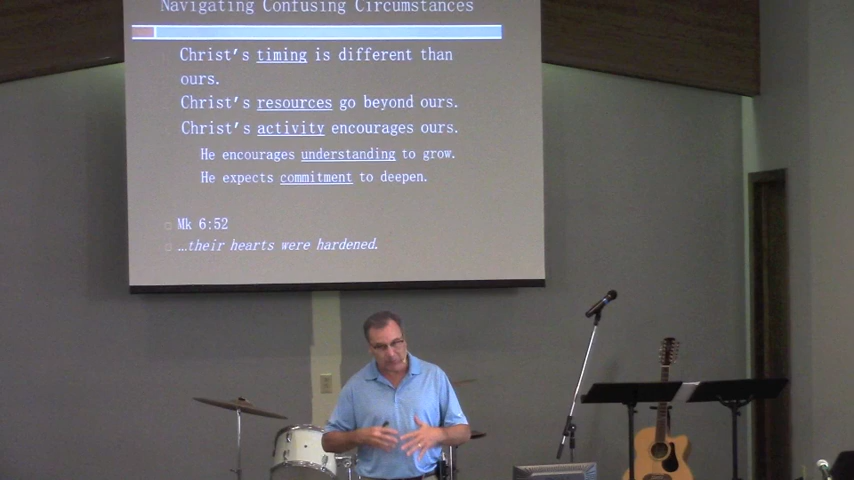 Navigating Confusing Circumstances
Christ's timing is different than
ours.
Christ's resources go beyond ours.
Christ's activity encourages ours.
He encourages understanding to grow.
He expects commitment to deepen.
Mk 6:52
…their hearts were hardened.